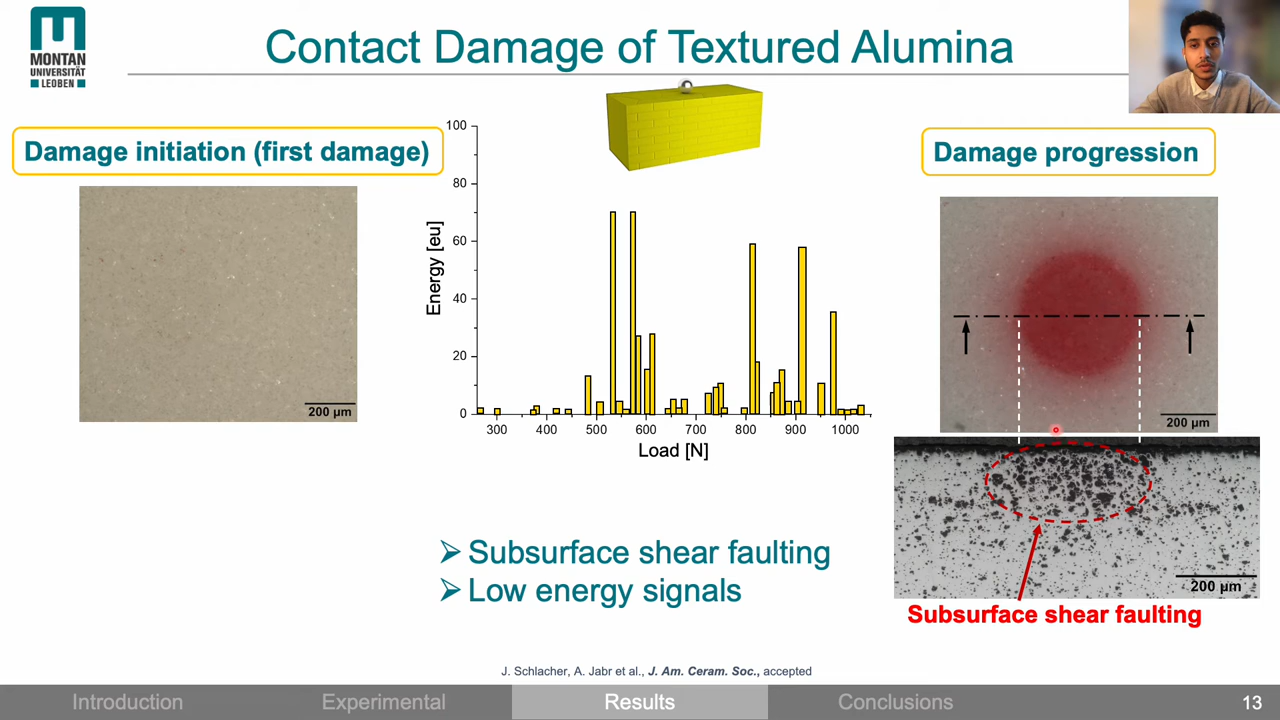 MONTAN
UNIVERSITÄT
LEOBEN
Contact Damage of Textured Alumina
Damage initiation (first damage)
200 µm
Energy [eu]
100
80
60
40
20
0
300 400 500 600 700 800 900 1000
Load [N]
Damage progression
200 µm
200 µm
Subsurface shear faulting
➢ Subsurface shear faulting
➢ Low energy signals
J. Schlacher, A. Jabr et al., J. Am. Ceram. Soc., accepted
Introduction Experimental Results Conclusions 13